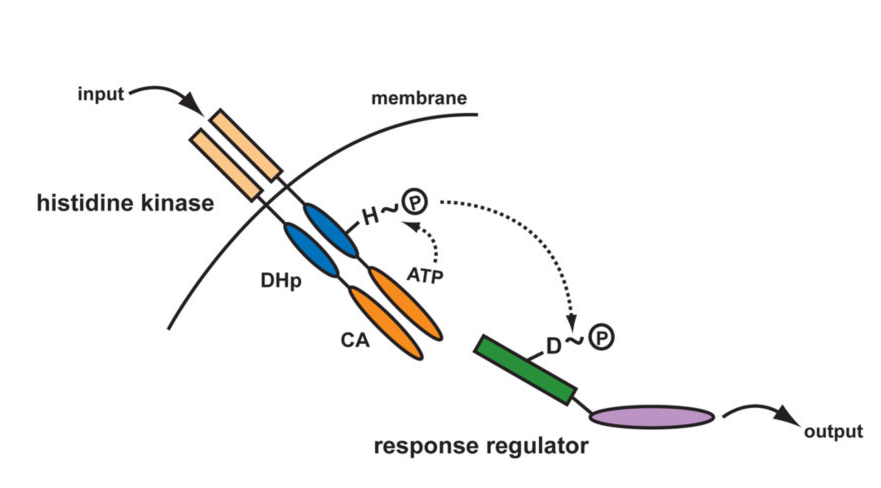 input
membrane
histidine kinase
H~P
DHp
ATP
CA
D~P
response regulator
output